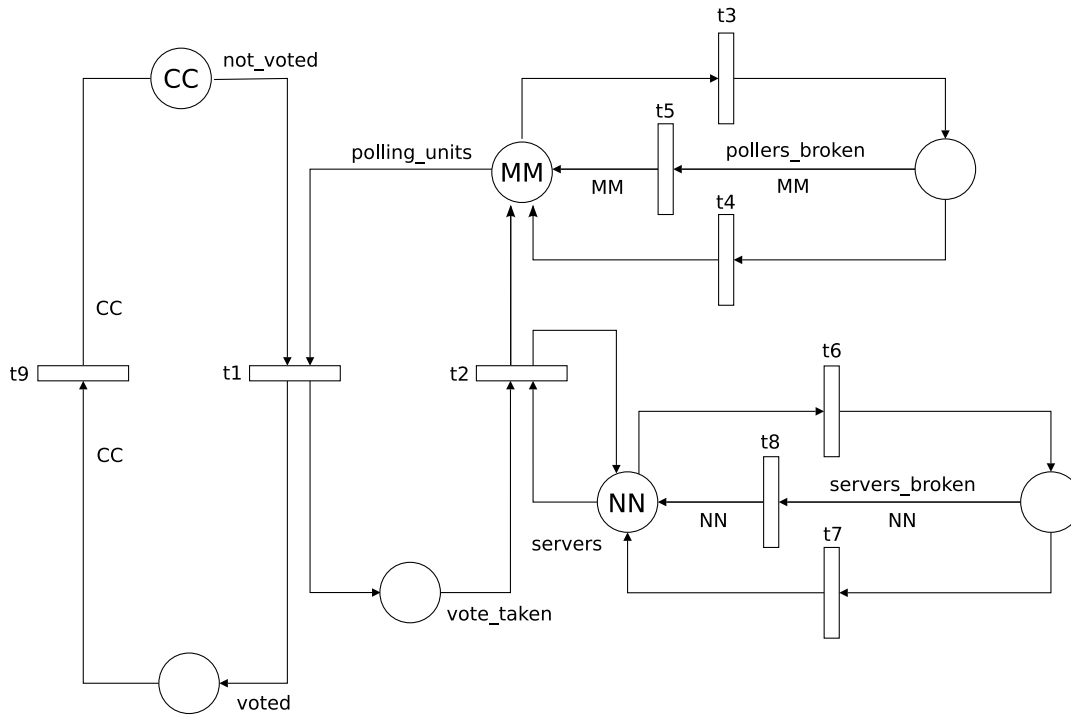 t3
not_voted
CC
t5
polling_units
pollers_broken
MM
MM
MM
t4
CC
t6
t9
t1
t2
t8
CC
servers_broken
NN
NN
NN
servers
t7
vote_taken
voted